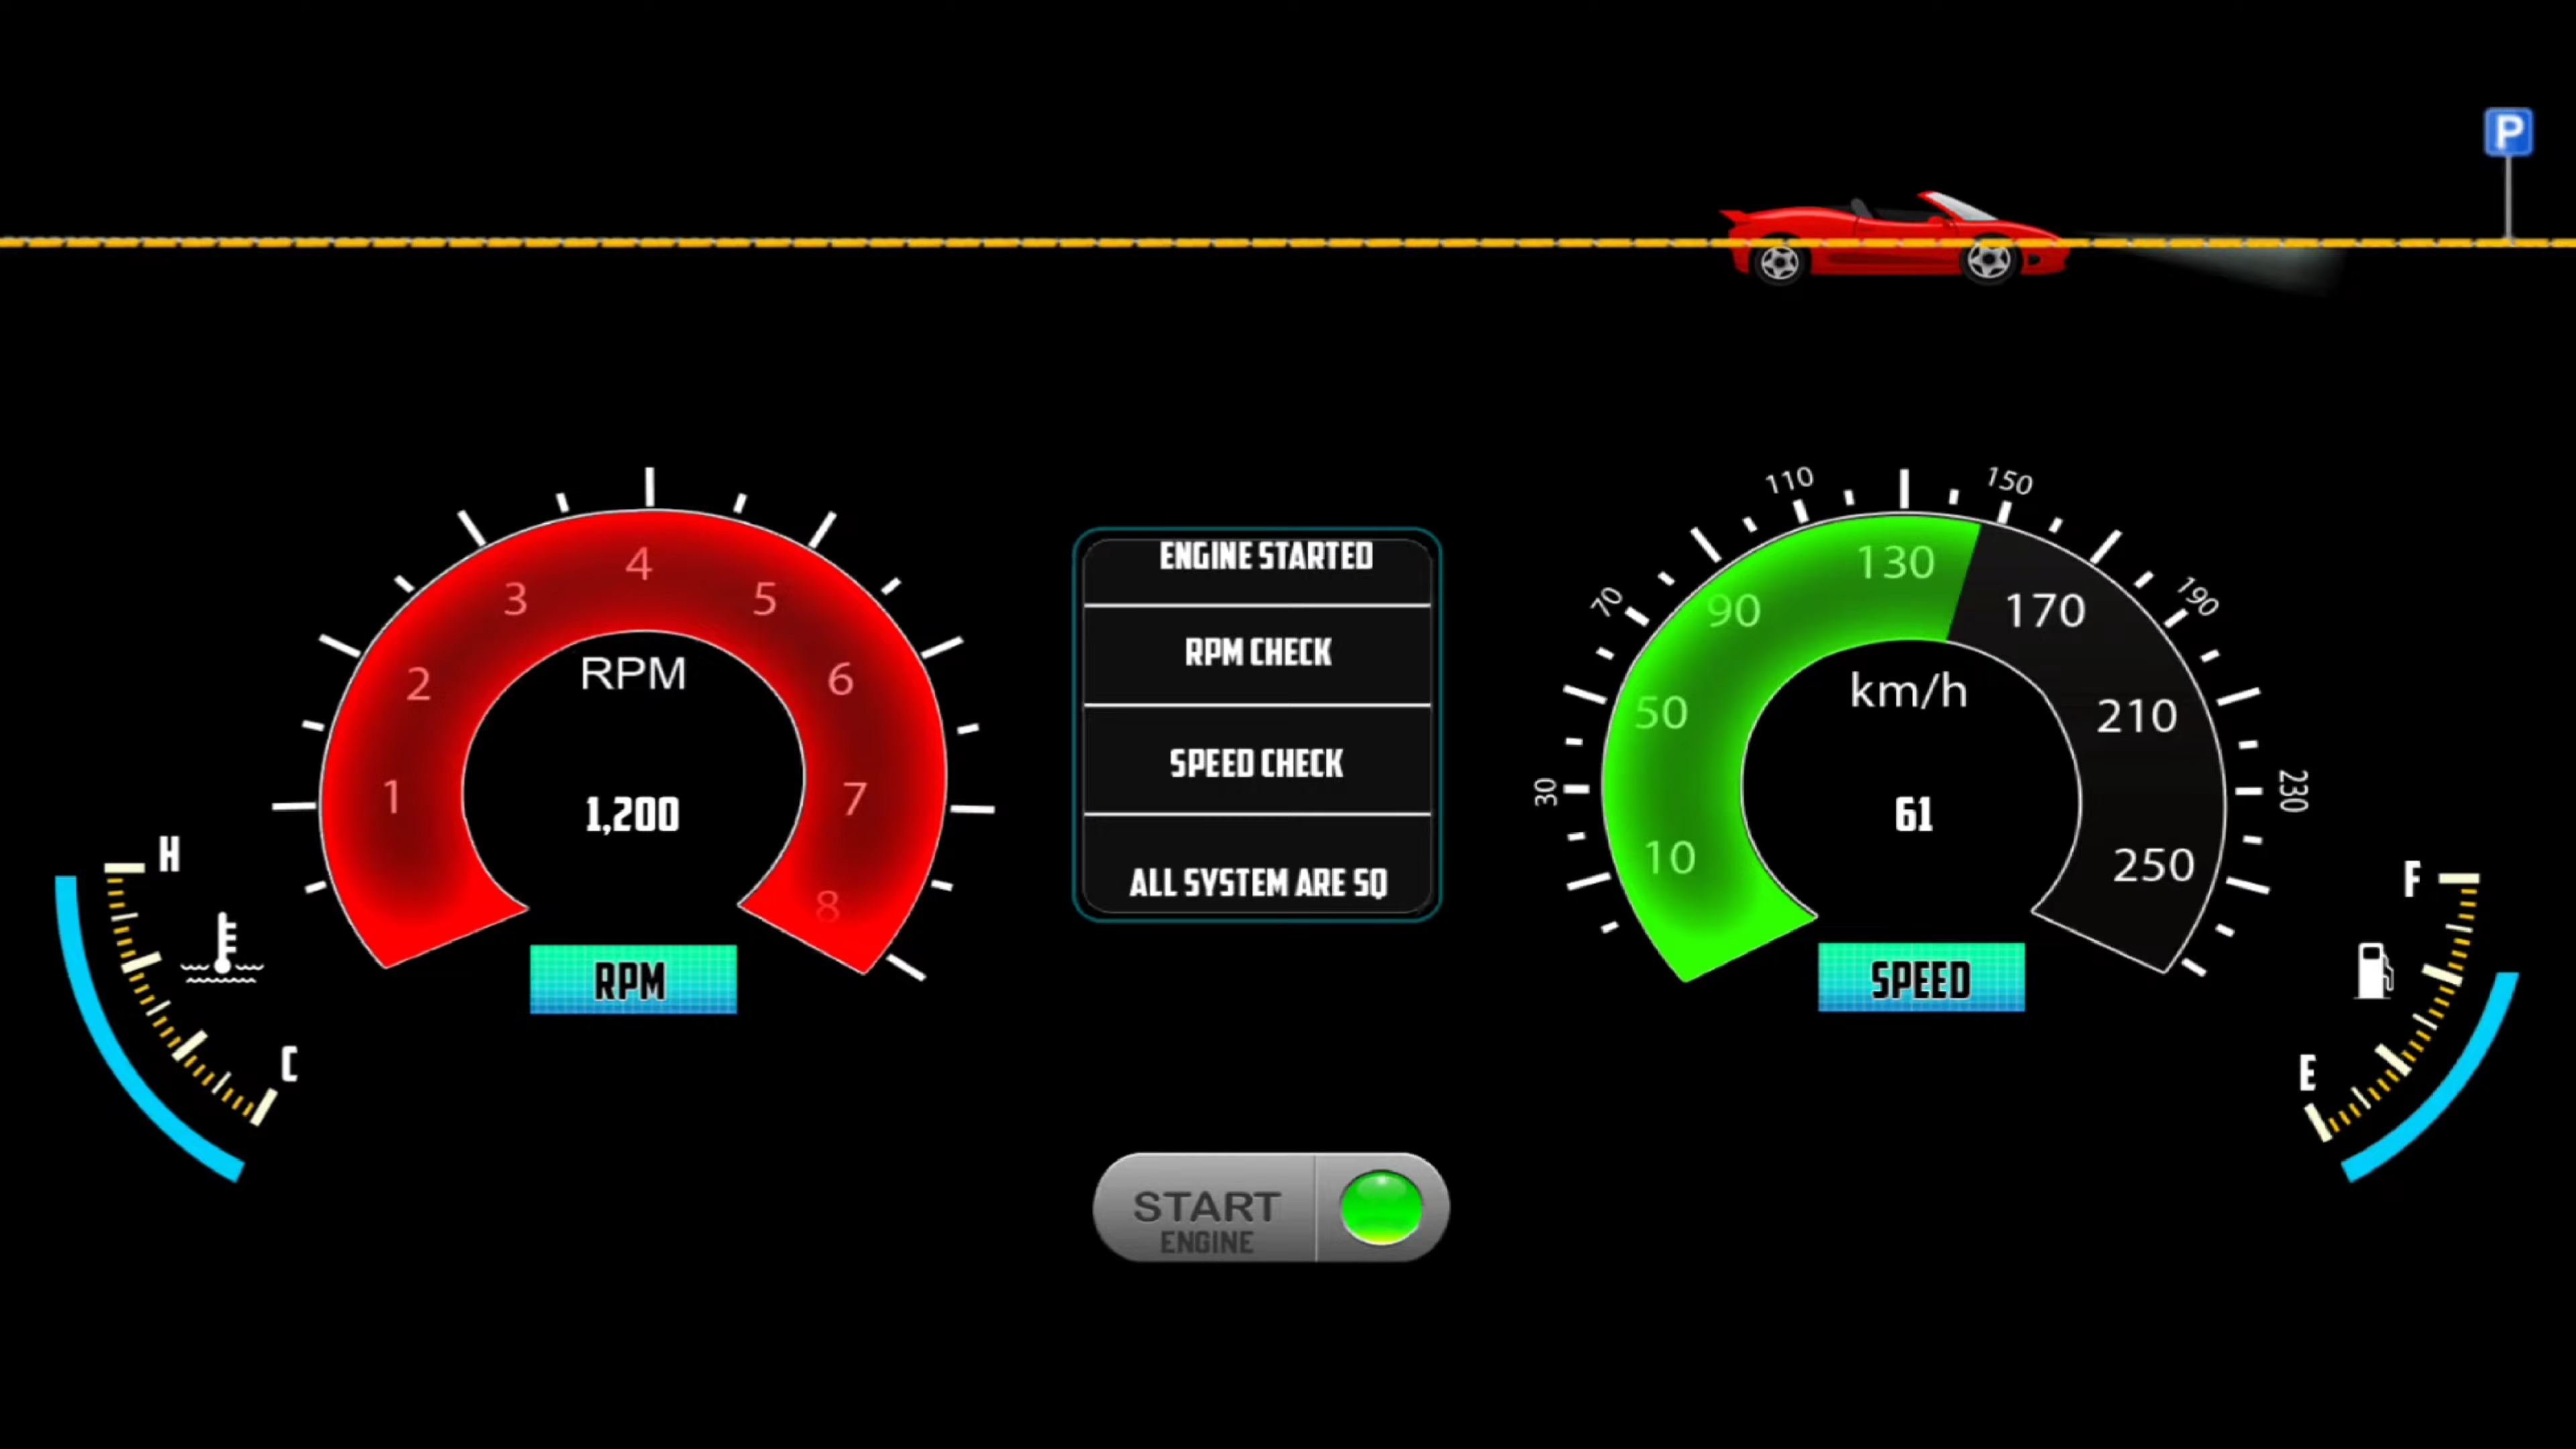 P
110
150
4
130
3
5
70
90
170
190
ENGINE STARTED
RPM CHECK
SPEED CHECK
ALL SYSTEM ARE SQ
2
RPM
6
50
km/h
210
1
1,200
7
30
61
230
H
10
250
8
F
RPM
SPEED
C
E
START
ENGINE